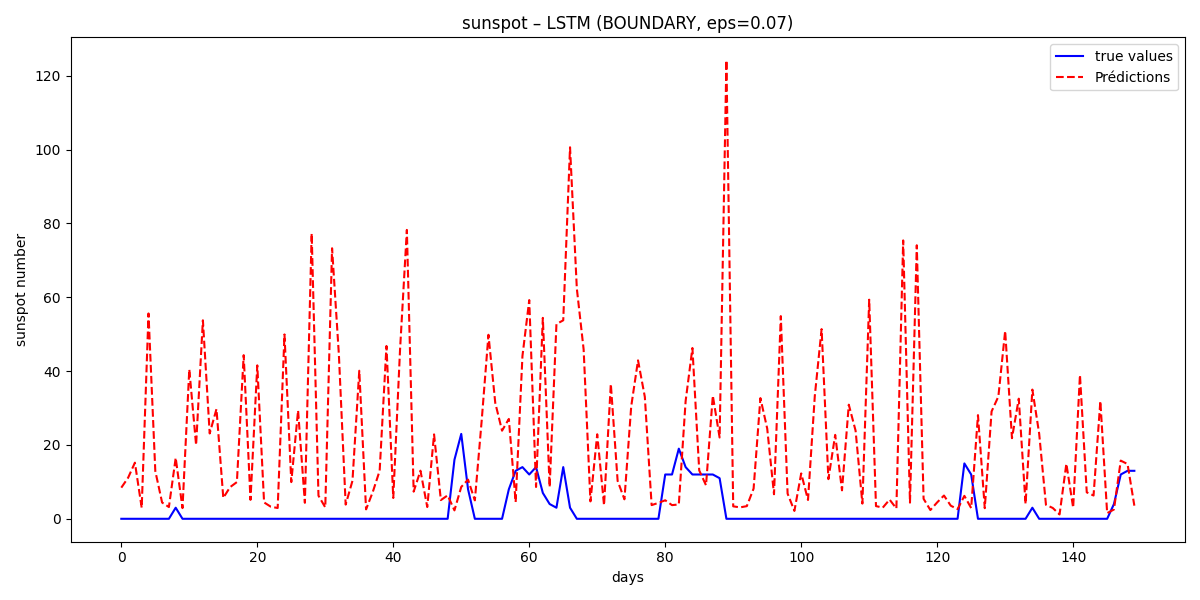 sunspot – LSTM (BOUNDARY, eps=0.07)
true values
Prédictions
sunspot number
120
100
80
60
40
20
0
0 20 40 60 80 100 120 140
days